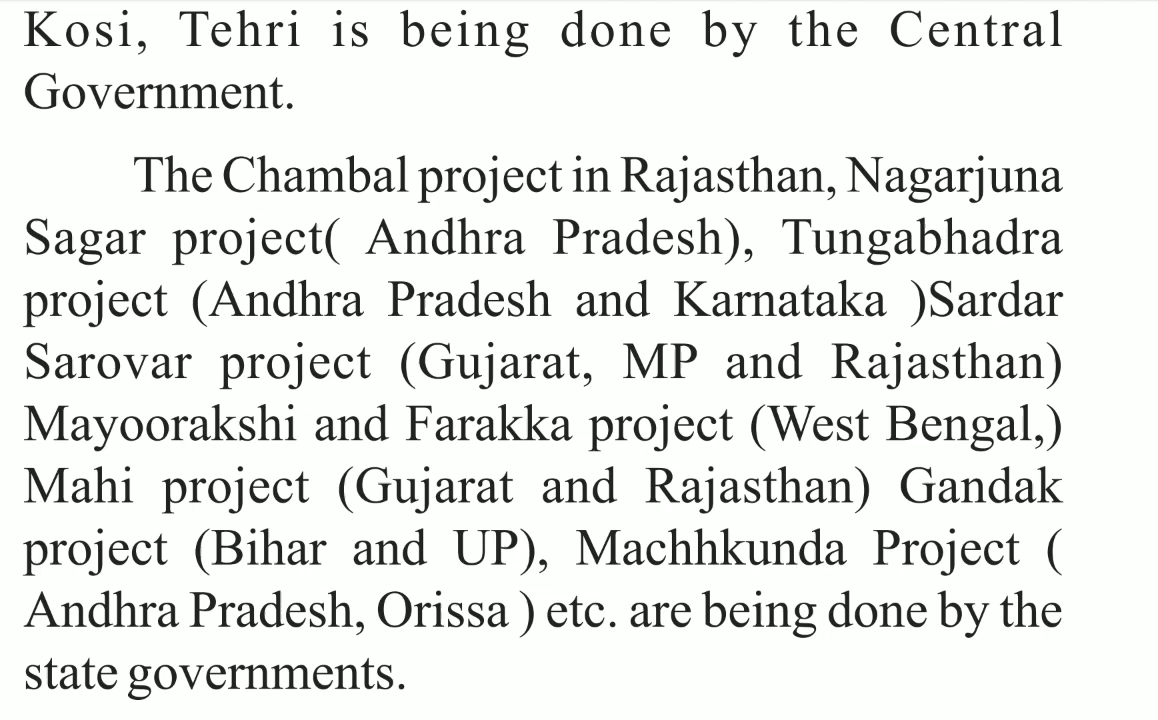 Kosi, Tehri is being done by the Central
Government.
The Chambal project in Rajasthan, Nagarjuna
Sagar project( Andhra Pradesh), Tungabhadra
project (Andhra Pradesh and Karnataka )Sardar
Sarovar project (Gujarat, MP and Rajasthan)
Mayoorakshi and Farakka project (West Bengal,)
Mahi project (Gujarat and Rajasthan) Gandak
project (Bihar and UP), Machhkunda Project (
Andhra Pradesh, Orissa ) etc. are being done by the
state governments.